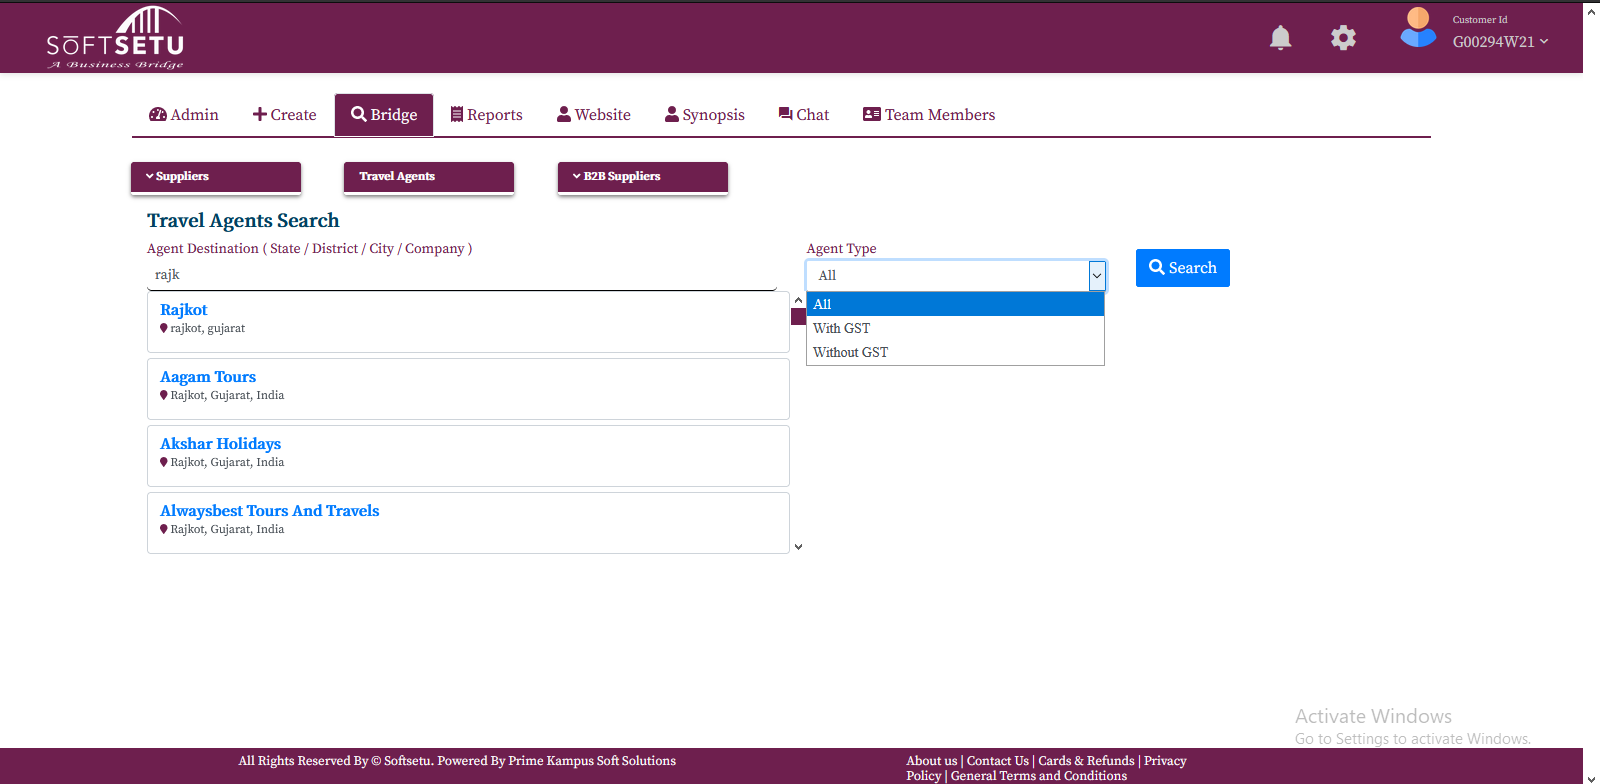 SOFTSETU
A Business Bridge
Customer Id
G00294W21
Admin
Create
Bridge
Reports
Website
Synopsis
Chat
Team Members
Suppliers
Travel Agents
B2B Suppliers
Travel Agents Search
Agent Destination ( State / District / City / Company )
rajk
Agent Type
All
Search
All
With GST
Without GST
Rajkot
rajkot, gujarat
Aagam Tours
Rajkot, Gujarat, India
Akshar Holidays
Rajkot, Gujarat, India
Alwaysbest Tours And Travels
Rajkot, Gujarat, India
Activate Windows
Go to Settings to activate Windows.
All Rights Reserved By © Softsetu. Powered By Prime Kampus Soft Solutions
About us | Contact Us | Cards & Refunds | Privacy
Policy | General Terms and Conditions